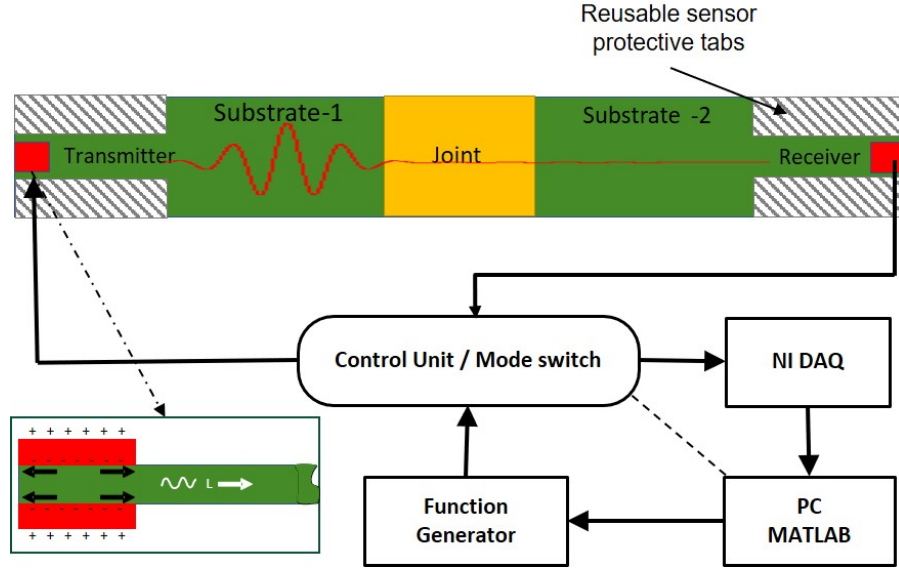 Reusable sensor
protective tabs
Substrate-1
Substrate -2
Transmitter
Joint
Receiver
Control Unit / Mode switch
NI DAQ
+ + + + + +
- - - - - -
L
- - - - - -
+ + + + + +
Function
Generator
PC
MATLAB